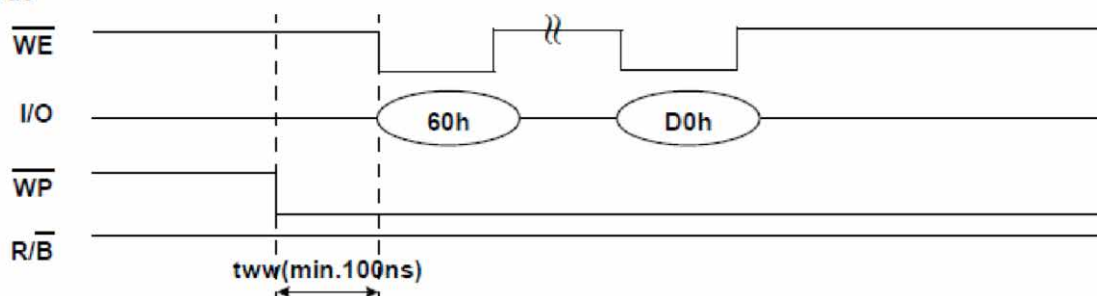 WE
I/O
60h
D0h
WP
R/B
tww(min.100ns)